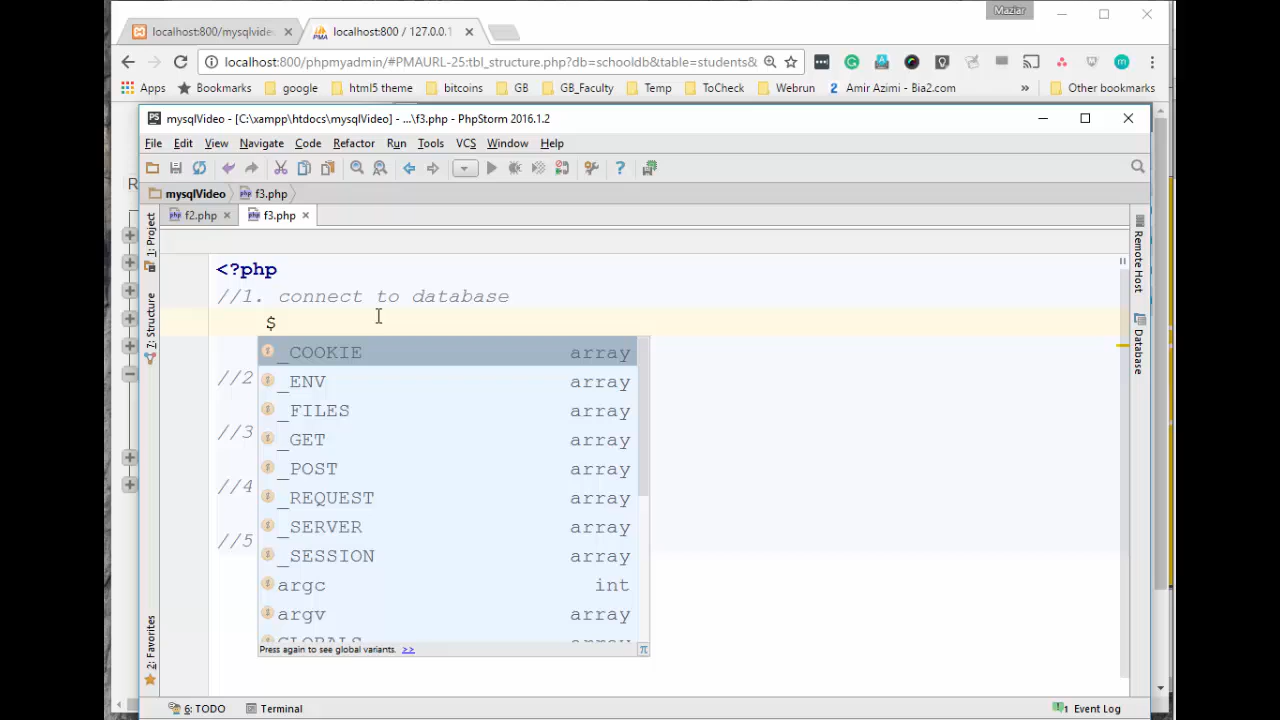 Maziar
localhost:800/mysqlvide
localhost:800 / 127.0.0.1
localhost:800/phpmyadmin/#PMAURL-25:tbl_structure.php?db=schooldb&table=students&
Apps Bookmarks google html5 theme bitcoins GB GB_Faculty Temp ToCheck Webrun 2 Amir Azimi - Bia2.com » Other bookmarks
PS mysqlVideo - [C:\xampp\htdocs\mysqlVideo] - ...\f3.php - PhpStorm 2016.1.2
File Edit View Navigate Code Refactor Run Tools VCS Window Help
mysqlVideo f3.php
f2.php f3.php
1: Project
Z: Structure
2: Favorites
Remote Host
Database
<?php
//1. connect to database
$
_COOKIE array
_ENV array
_FILES array
_GET array
_POST array
_REQUEST array
_SERVER array
_SESSION array
argc int
argv array
GLOBALS array
Press again to see global variants. >> π
//2
//3
//4
//5
6: TODO Terminal 1 Event Log